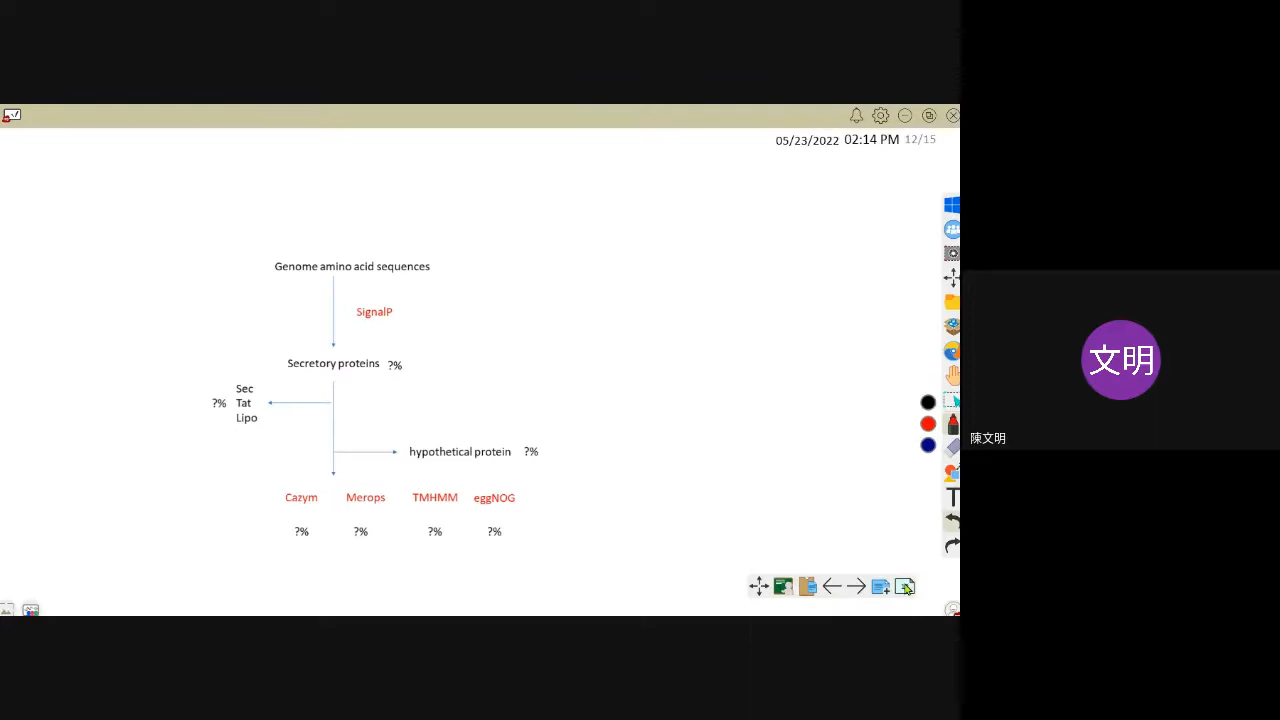 05/23/2022 02:14 PM 12/15
Genome amino acid sequences
SignalP
Secretory proteins ?%
Sec
?% Tat
Lipo
hypothetical protein ?%
Cazym Merops TMHMM eggNOG
?% ?% ?% ?%
文明
陳文明